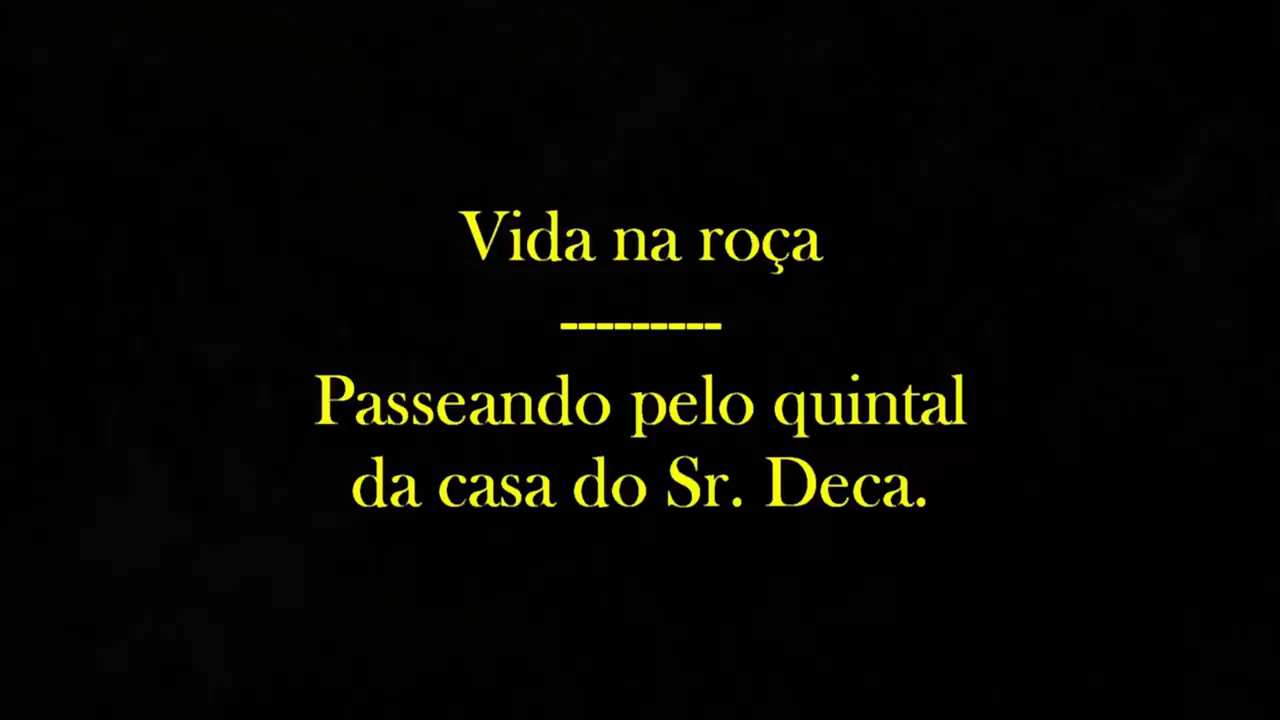 Vida na roça
---------
Passeando pelo quintal
da casa do Sr. Deca.